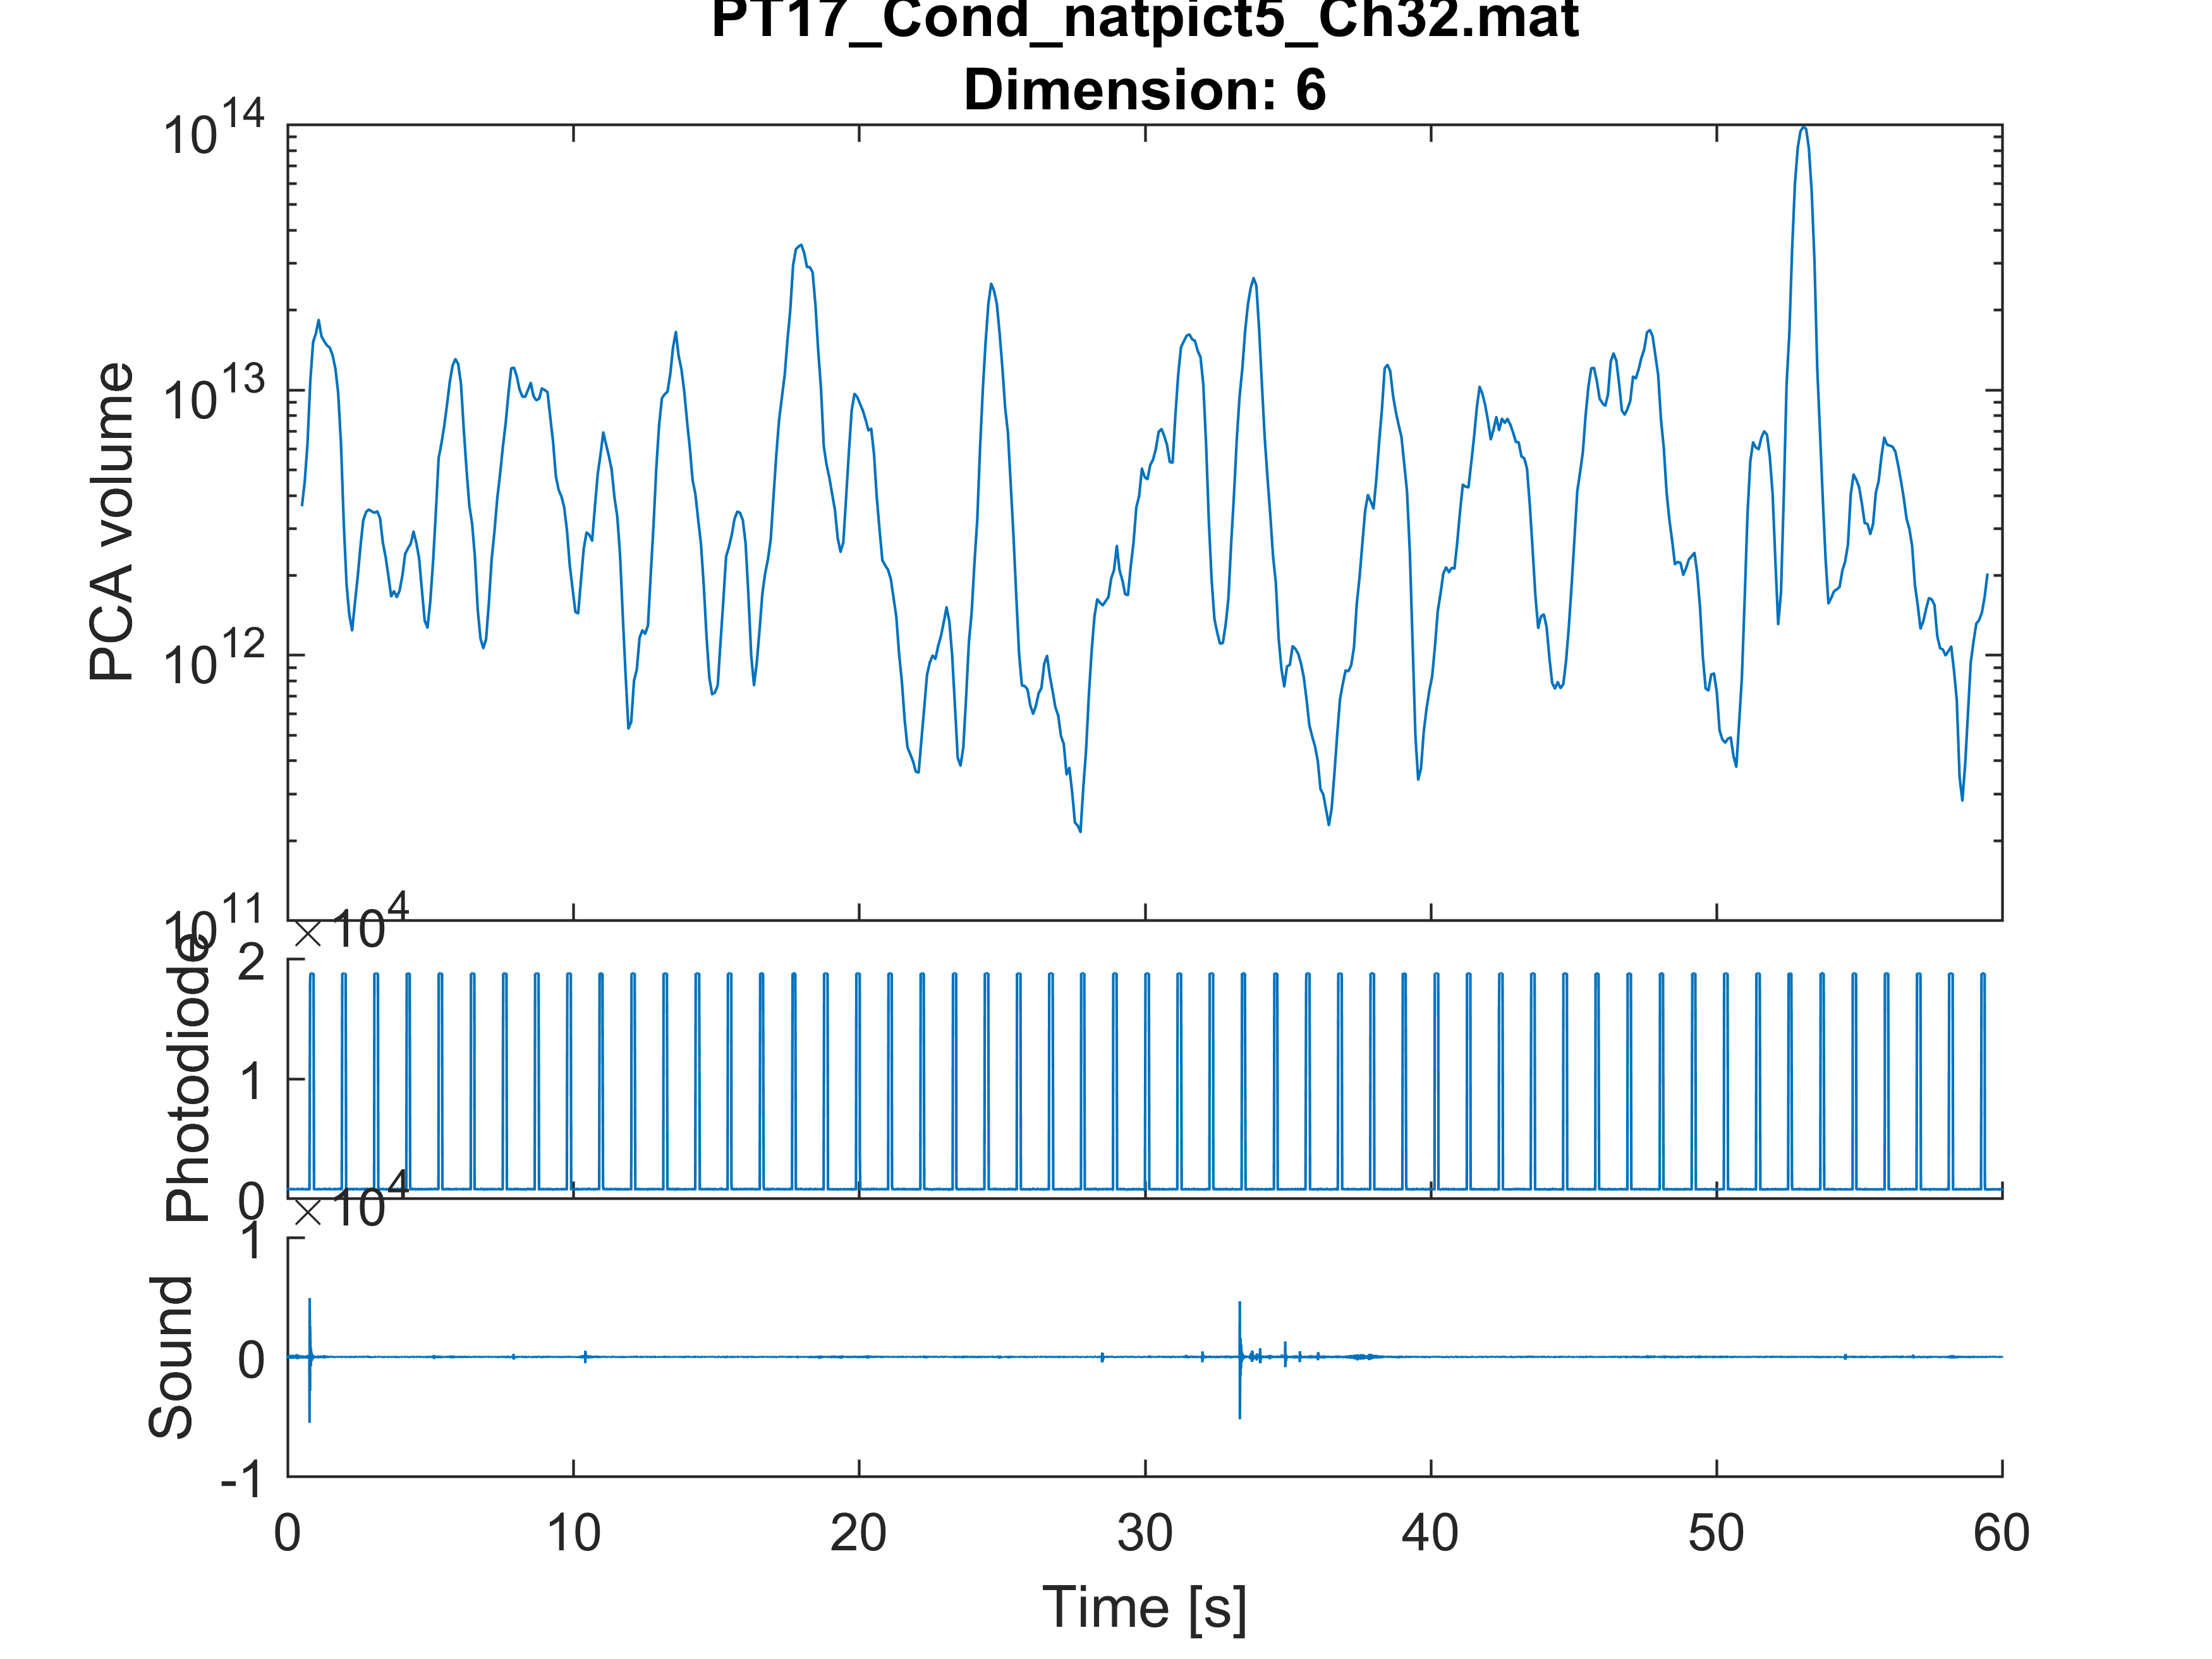 PT17_Cond_natpict5_Ch32.mat
Dimension: 6
PCA volume
10^14
10^13
10^12
10^11
Photodiode
× 10^4
2
1
0
Sound
× 10^4
1
0
-1
0 10 20 30 40 50 60
Time [s]